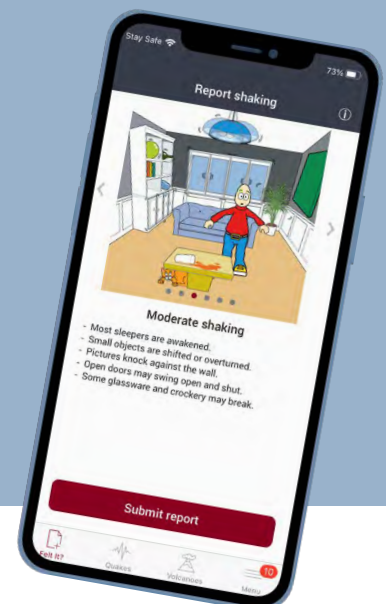 Stay Safe
73%
Report shaking
Moderate shaking
- Most sleepers are awakened.
- Small objects are shifted or overturned.
- Pictures knock against the wall.
- Open doors may swing open and shut.
- Some glassware and crockery may break.
Submit report
Felt it?
Quakes
Volcanoes
Menu
10